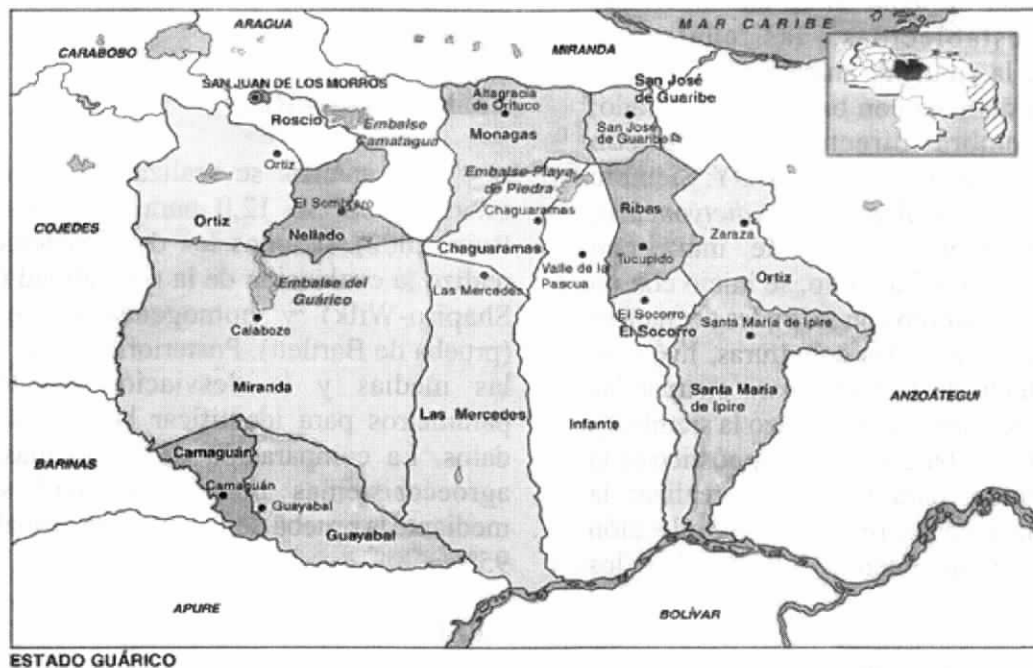 MAR CARIBE
ARAGUA
CARABOBO
MIRANDA
SAN JUAN DE LOS MORROS
Altagracia
de Orituco
San José
de Guaribe
Roscio
Embalse
Camatagua
Monagas
San José
de Guaribe
Ortiz
Embalse Playa
de Piedra
El Sombrero
Chaguaramas
Ribas
Zaraza
COJEDES
Ortiz
Nellado
Chaguaramas
Tucupido
Ortiz
Las Mercedes
Valle de la
Pascua
Embalse del
Guárico
El Socorro
Santa María de Ipire
Calabozo
El Socorro
Miranda
Las Mercedes
Infante
Santa María
de Ipire
ANZOÁTEGUI
BARINAS
Camaguán
Camaguán
Guayabal
Guayabal
APURE
BOLÍVAR
ESTADO GUÁRICO